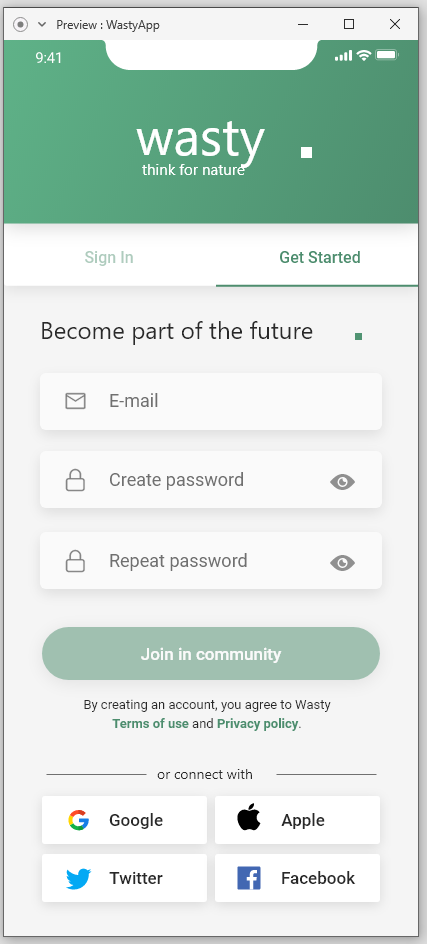 Preview : WastyApp
9:41
wasty
think for nature
Sign In
Get Started
Become part of the future
E-mail
Create password
Repeat password
Join in community
By creating an account, you agree to Wasty
Terms of use and Privacy policy.
or connect with
Google
Apple
Twitter
Facebook